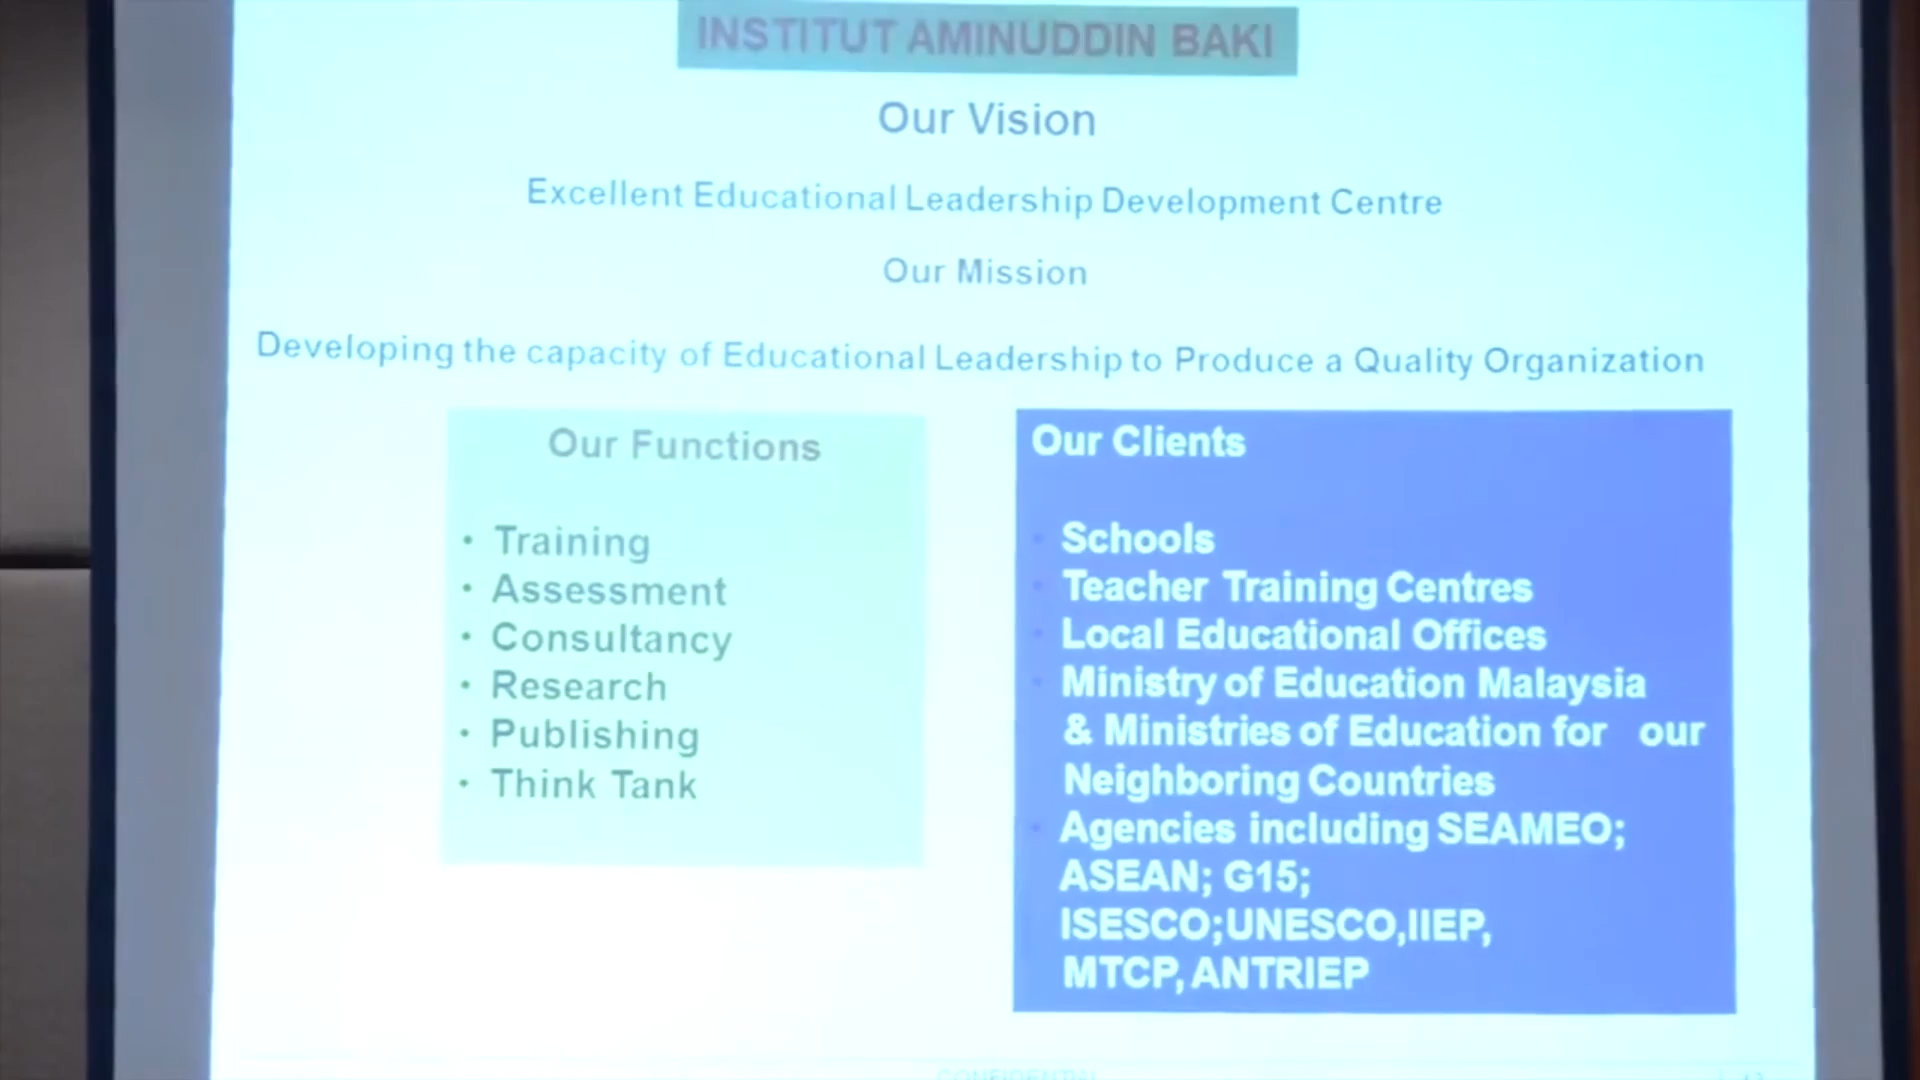 INSTITUT AMINUDDIN BAKI
Our Vision
Excellent Educational Leadership Development Centre
Our Mission
Developing the capacity of Educational Leadership to Produce a Quality Organization
Our Functions
• Training
• Assessment
• Consultancy
• Research
• Publishing
• Think Tank
Our Clients
• Schools
• Teacher Training Centres
• Local Educational Offices
• Ministry of Education Malaysia
& Ministries of Education for our
Neighboring Countries
• Agencies including SEAMEO;
ASEAN; G15;
ISESCO;UNESCO,IIEP,
MTCP, ANTRIEP
CONFIDENTIAL